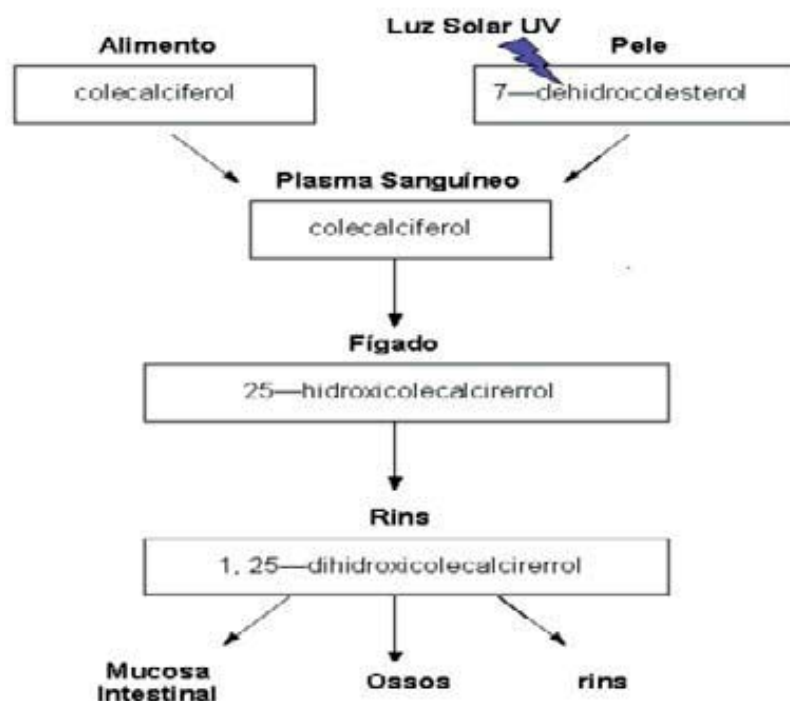 Luz Solar UV
Alimento
Pele
colecalciferol
7—dehidrocolesterol
Plasma Sanguíneo
colecalciferol
Fígado
25—hidroxicolecalcirerrol
Rins
1, 25—dihidroxicolecalcirerrol
Mucosa
Intestinal
Ossos
rins